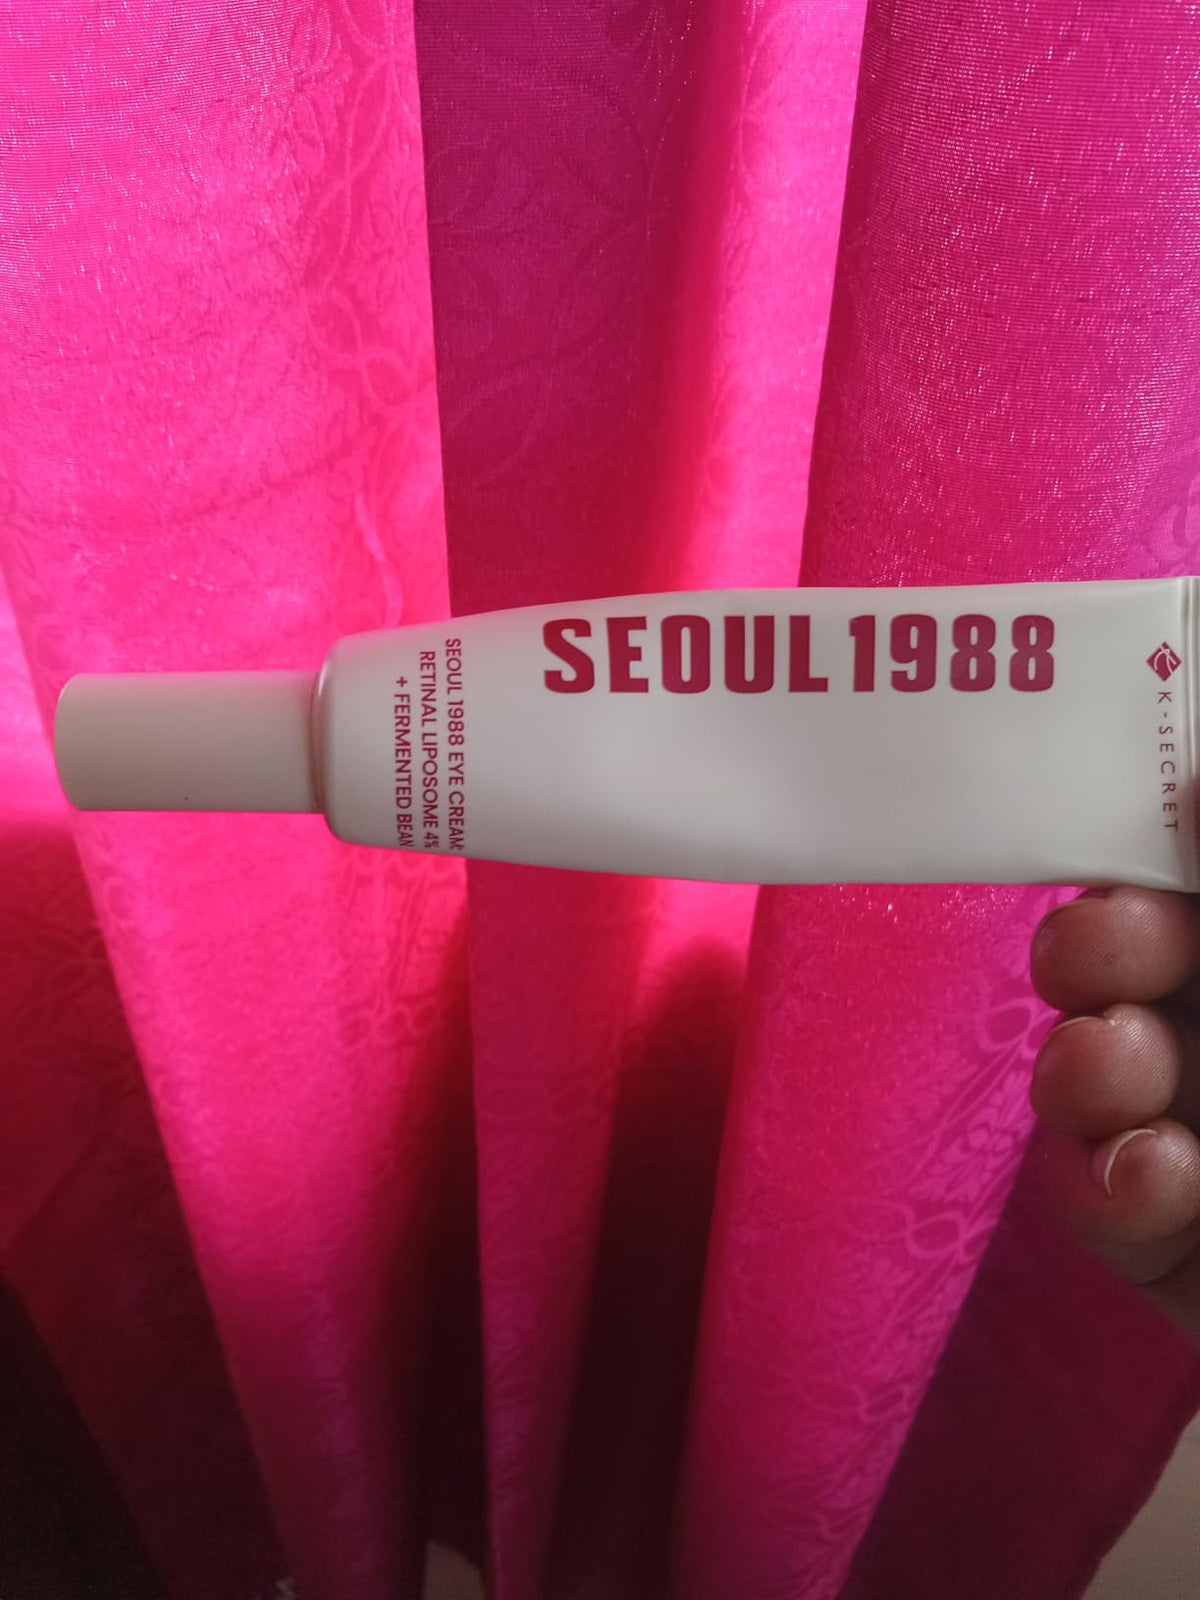 SEOUL 1988
SEOUL 1988 EYE CREAM:
RETINAL LIPOSOME 4%
+ FERMENTED BEAN
K-SECRET